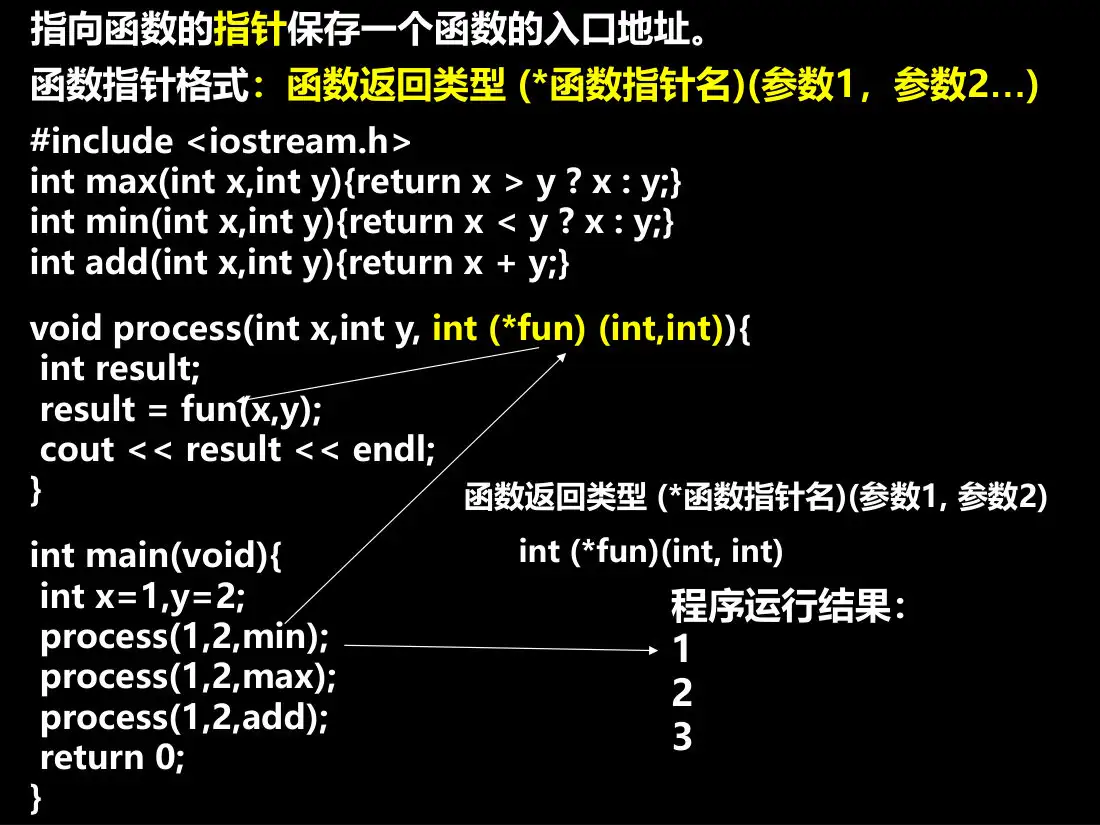 指向函数的指针保存一个函数的入口地址。
函数指针格式：函数返回类型 (*函数指针名)(参数1，参数2…)
#include <iostream.h>
int max(int x,int y){return x > y ? x : y;}
int min(int x,int y){return x < y ? x : y;}
int add(int x,int y){return x + y;}
void process(int x,int y, int (*fun) (int,int)){
int result;
result = fun(x,y);
cout << result << endl;
}
函数返回类型 (*函数指针名)(参数1, 参数2)
int (*fun)(int, int)
int main(void){
int x=1,y=2;
process(1,2,min);
process(1,2,max);
process(1,2,add);
return 0;
}
程序运行结果：
1
2
3